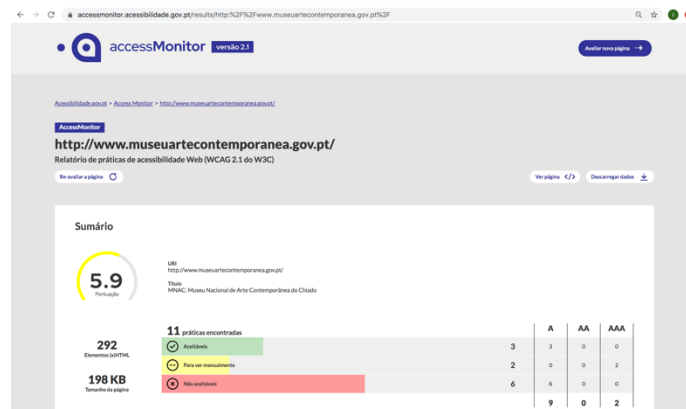 accessmonitor.acessibilidade.gov.pt/results/http:%2F%2Fwww.museuartecontemporanea.gov.pt%2F
accessMonitor versão 2.1
Avaliar nova página
Acessibilidade.gov.pt > Access Monitor > http://www.museuartecontemporanea.gov.pt/
AccessMonitor
http://www.museuartecontemporanea.gov.pt/
Relatório de práticas de acessibilidade Web (WCAG 2.1 do W3C)
Re-avaliar a página
Ver página </>
Descarregar dados
Sumário
5.9
Pontuação
URI
http://www.museuartecontemporanea.gov.pt/
Título
MNAC: Museu Nacional de Arte Contemporânea do Chiado
11 práticas encontradas
A AA AAA
292
Elementos (x)HTML
Aceitáveis 3 3 0 0
Para ver manualmente 2 0 0 2
198 KB
Tamanho da página
Não aceitáveis 6 6 0 0
9 0 2